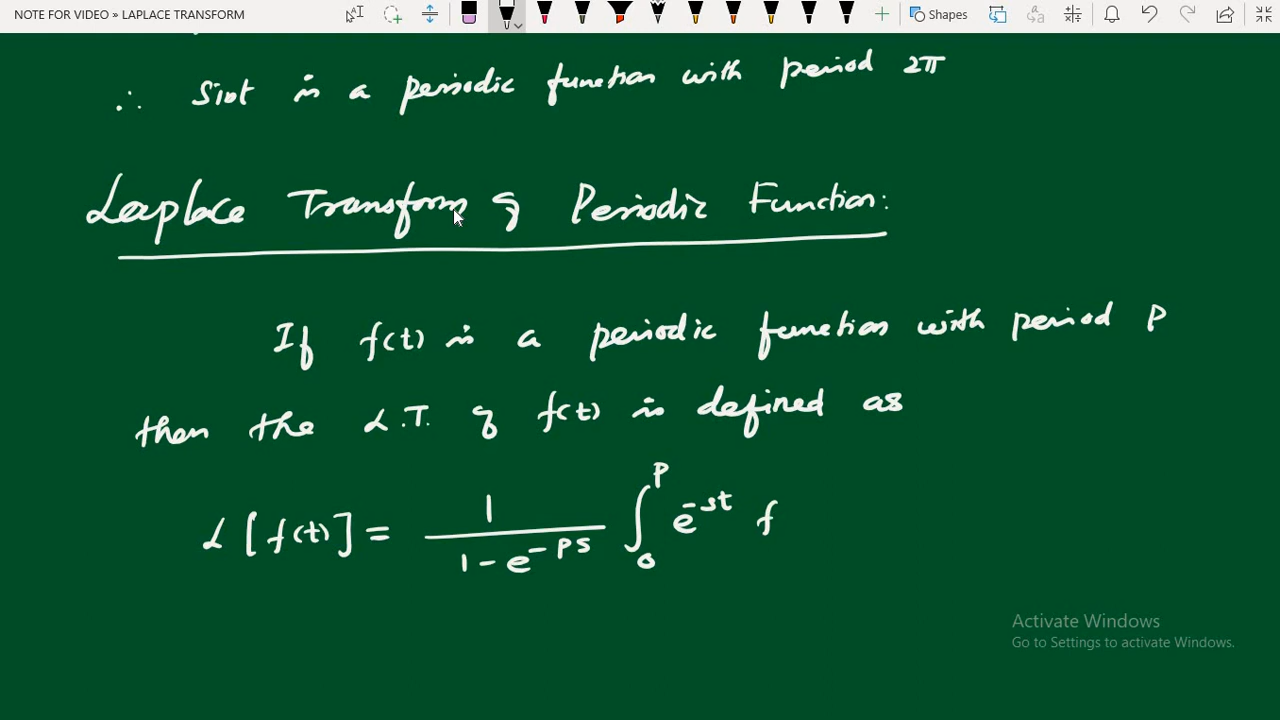 NOTE FOR VIDEO » LAPLACE TRANSFORM
Shapes
∴ Sint is a periodic function with period 2π
Laplace Transform of Periodic Function:
If f(t) is a periodic function with period P
then the L.T. of f(t) is defined as
L[f(t)] = 1/(1-e^{-Ps}) ∫_0^P e^{-st} f
Activate Windows
Go to Settings to activate Windows.